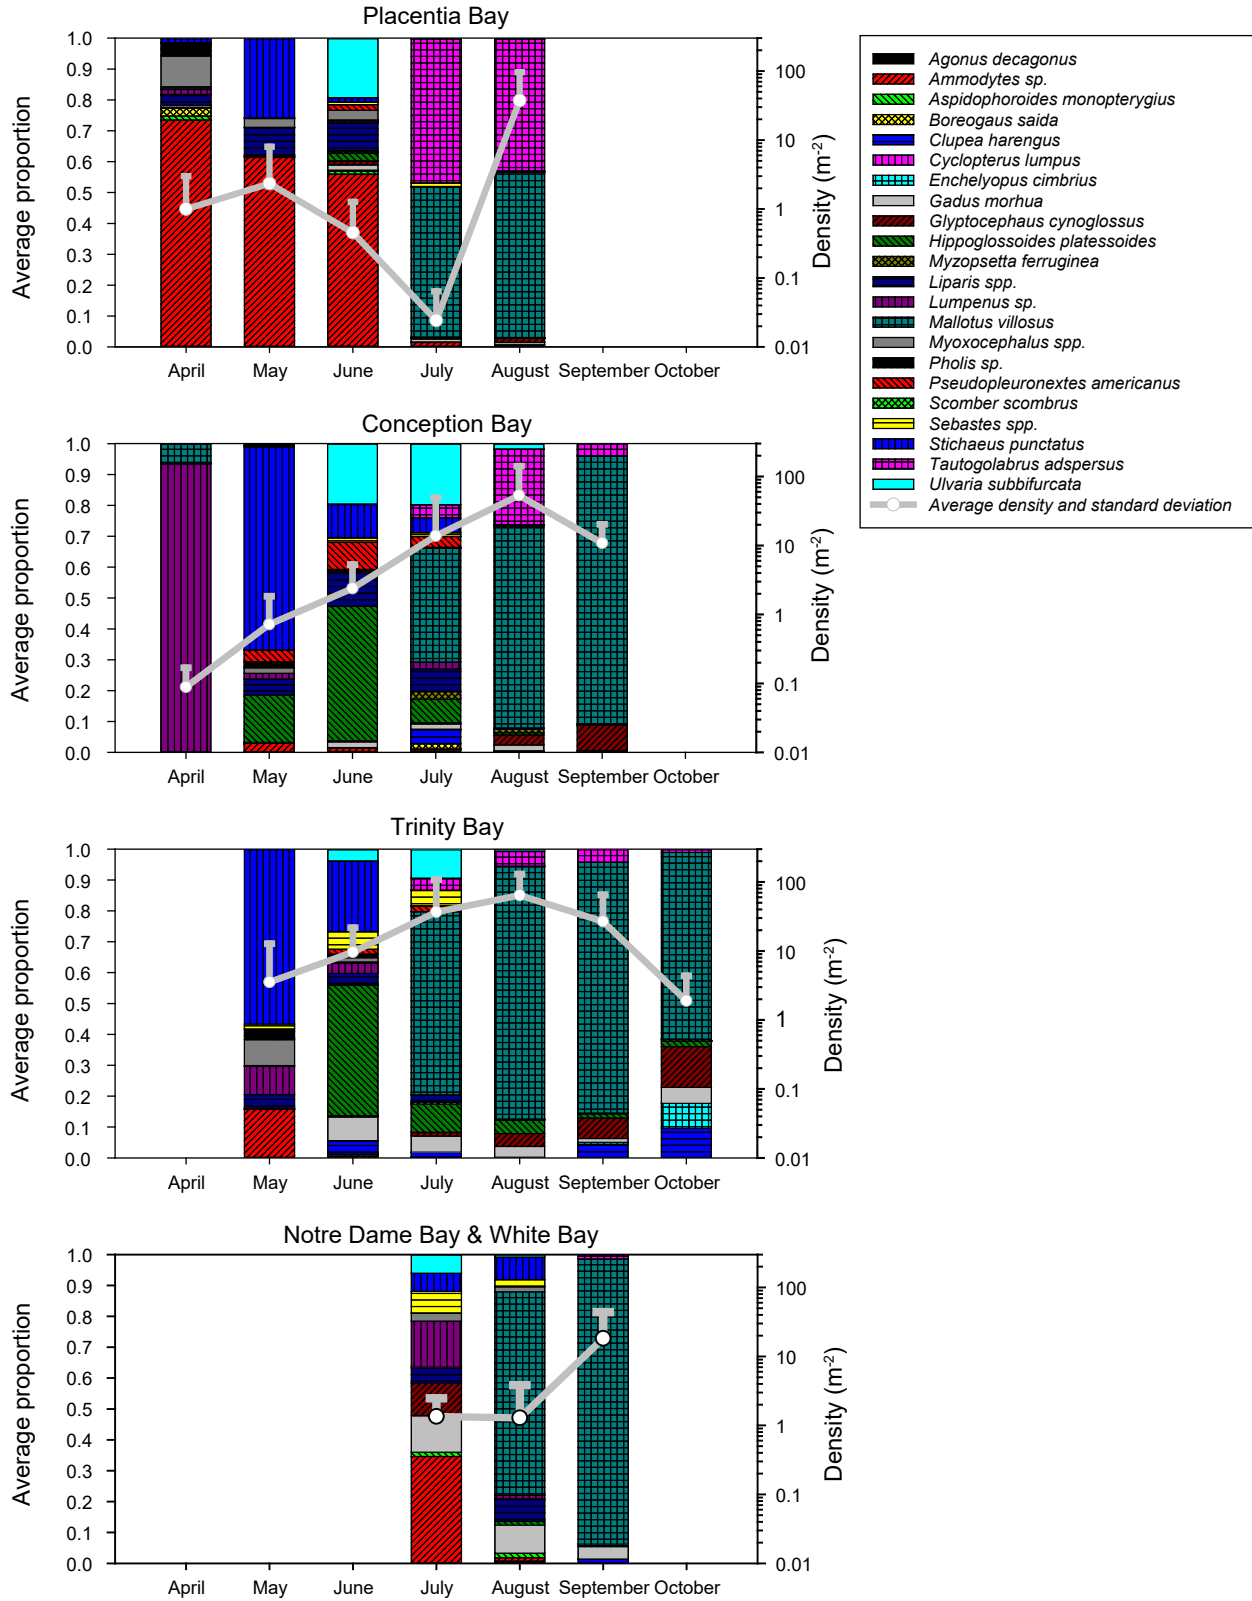 Placentia Bay
1.0
0.9
0.8
0.7
0.6
0.5
0.4
0.3
0.2
0.1
0.0
Average proportion
100
10
1
0.1
0.01
Density (m-2)
April May June July August September October
Agonus decagonus
Ammodytes sp.
Aspidophoroides monopterygius
Boreogaus saida
Clupea harengus
Cyclopterus lumpus
Enchelyopus cimbrius
Gadus morhua
Glyptocephaus cynoglossus
Hippoglossoides platessoides
Myzopsetta ferruginea
Liparis spp.
Lumpenus sp.
Mallotus villosus
Myoxocephalus spp.
Pholis sp.
Pseudopleuronextes americanus
Scomber scombrus
Sebastes spp.
Stichaeus punctatus
Tautogolabrus adspersus
Ulvaria subbifurcata
Average density and standard deviation
Conception Bay
1.0
0.9
0.8
0.7
0.6
0.5
0.4
0.3
0.2
0.1
0.0
Average proportion
100
10
1
0.1
0.01
Density (m-2)
April May June July August September October
Trinity Bay
1.0
0.9
0.8
0.7
0.6
0.5
0.4
0.3
0.2
0.1
0.0
Average proportion
100
10
1
0.1
0.01
Density (m-2)
April May June July August September October
Notre Dame Bay & White Bay
1.0
0.9
0.8
0.7
0.6
0.5
0.4
0.3
0.2
0.1
0.0
Average proportion
100
10
1
0.1
0.01
Density (m-2)
April May June July August September October